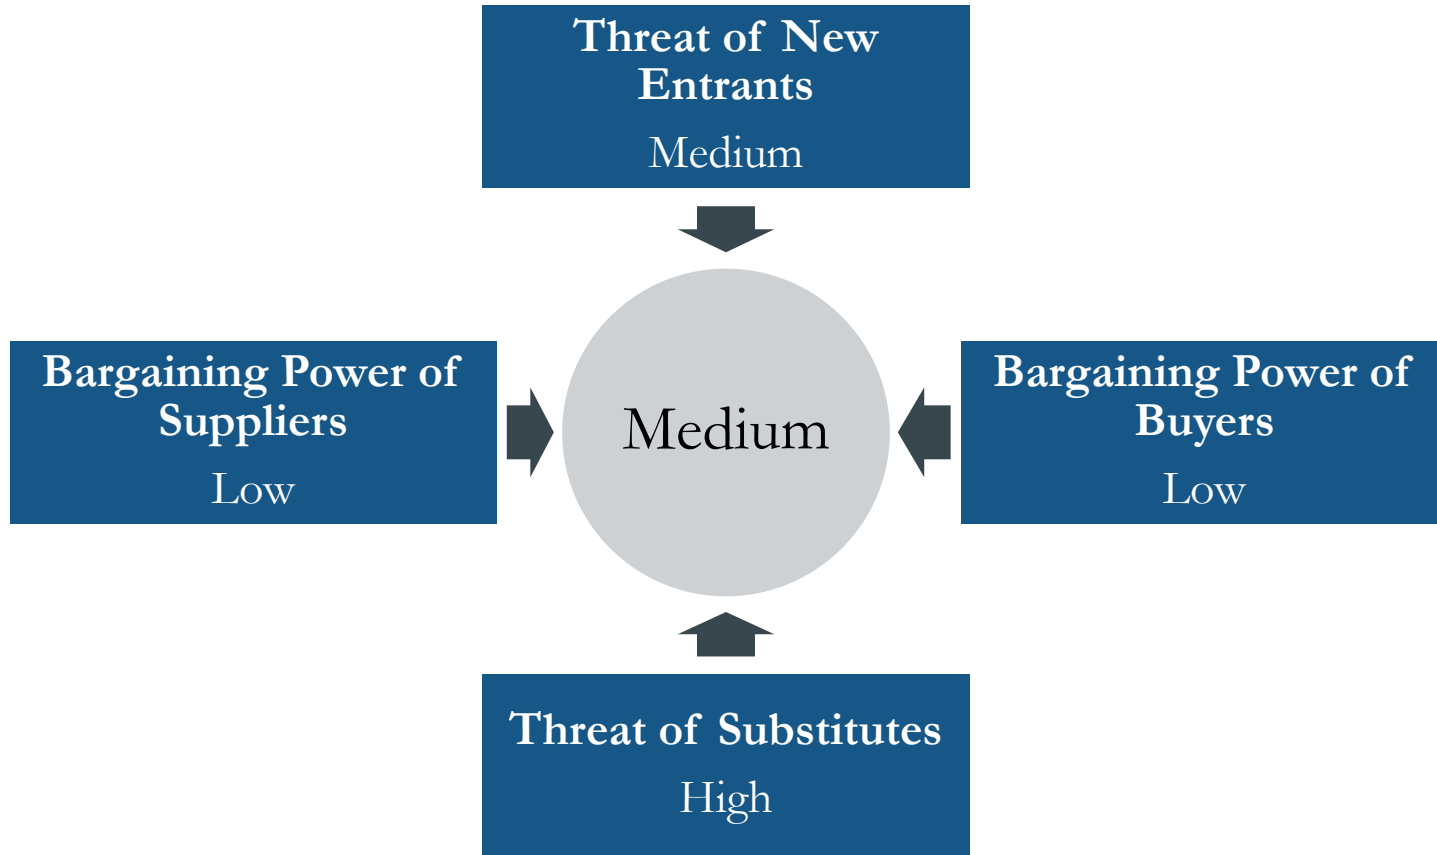 Threat of New
Entrants
Medium
Bargaining Power of
Suppliers
Low
Medium
Bargaining Power of
Buyers
Low
Threat of Substitutes
High